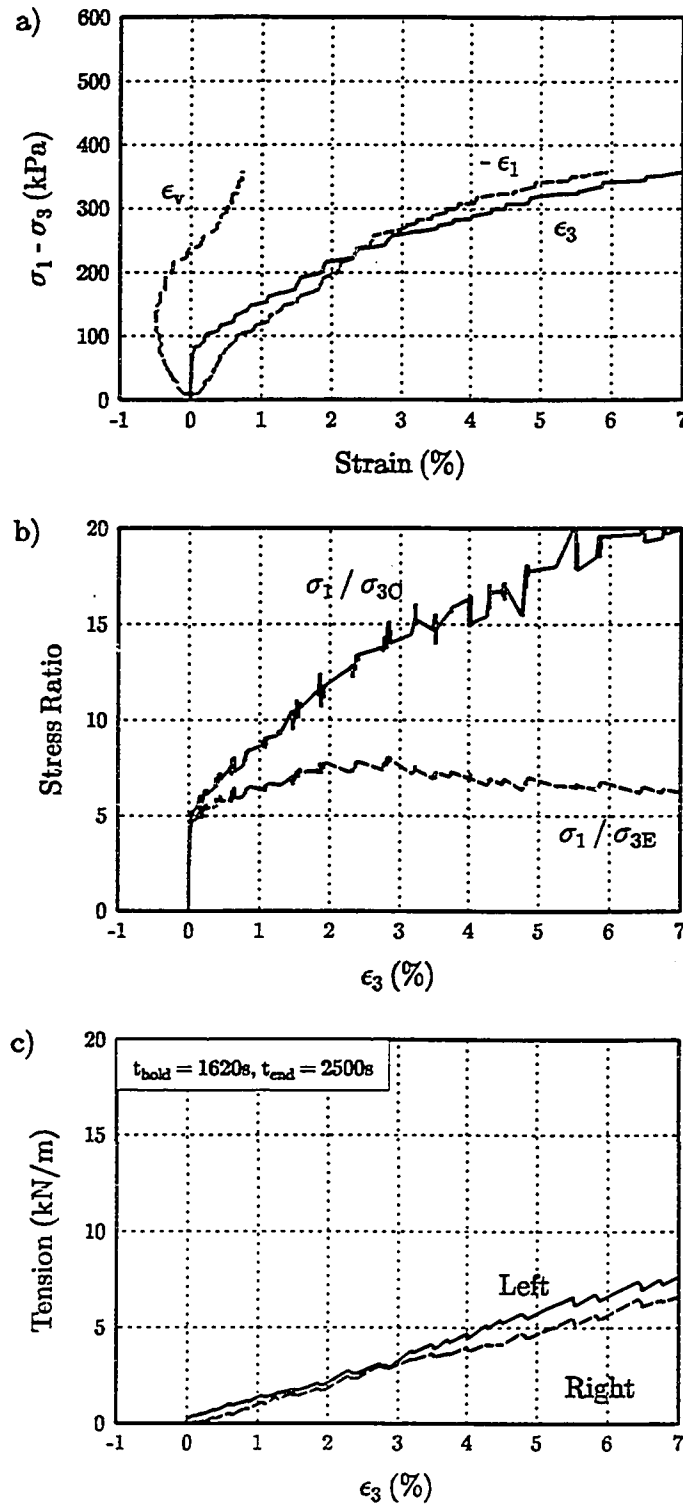 a)
600
500
400
300
200
100
0
σ₁ - σ₃ (kPa)
ϵᵥ
- ϵ₁
ϵ₃
-1 0 1 2 3 4 5 6 7
Strain (%)
b)
20
15
10
5
0
Stress Ratio
σ₁ / σ₃C
σ₁ / σ₃E
-1 0 1 2 3 4 5 6 7
ϵ₃ (%)
c)
20
15
10
5
0
Tension (kN/m)
t_hold = 1620s, t_end = 2500s
Left
Right
-1 0 1 2 3 4 5 6 7
ϵ₃ (%)